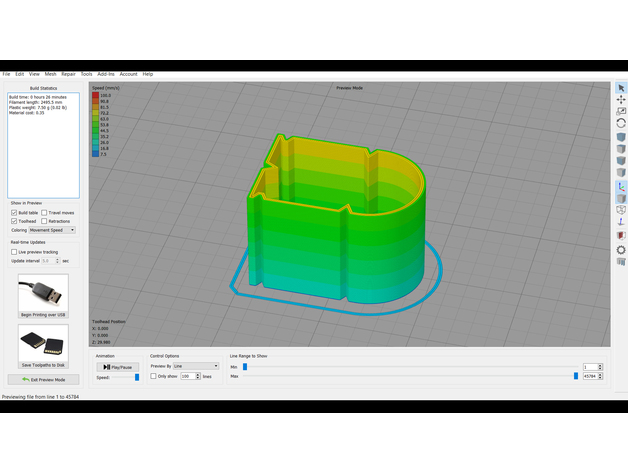 File Edit View Mesh Repair Tools Add-Ins Account Help
Build Statistics
Build time: 0 hours 26 minutes
Filament length: 2495.5 mm
Plastic weight: 7.50 g (0.02 lb)
Material cost: 0.35
Show in Preview
Build table Travel moves
Toolhead Retractions
Coloring Movement Speed
Real-time Updates
Live preview tracking
Update interval 5.0 sec
Begin Printing over USB
Save Toolpaths to Disk
Exit Preview Mode
Previewing file from line 1 to 45784
Speed (mm/s)
100.0
90.8
81.5
72.2
63.0
53.8
44.5
35.2
26.0
16.8
7.5
Preview Mode
Toolhead Position
X: 0.000
Y: 0.000
Z: 29.980
Animation
Play/Pause
Speed:
Control Options
Preview By Line
Only show 100 lines
Line Range to Show
Min 1
Max 45784